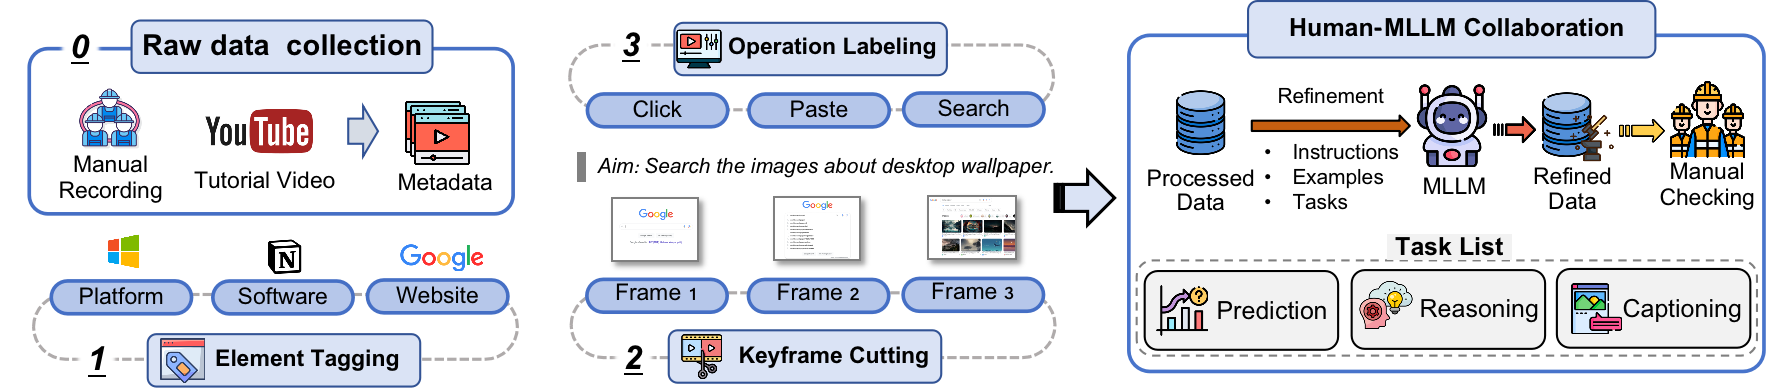 0
Raw data collection
Manual
Recording
YouTube
Tutorial Video
Metadata
N
Google
Platform
Software
Website
1
Element Tagging
3
Operation Labeling
Click
Paste
Search
Aim: Search the images about desktop wallpaper.
Google
Google
Frame 1
Frame 2
Frame 3
2
Keyframe Cutting
Human-MLLM Collaboration
Processed
Data
Refinement
• Instructions
• Examples
• Tasks
MLLM
Refined
Data
Manual
Checking
Task List
?
Prediction
Reasoning
Captioning